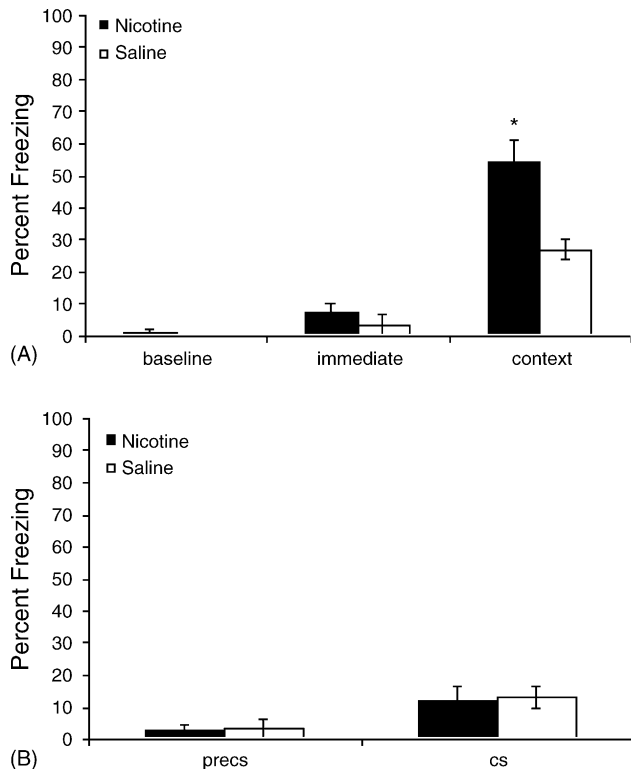 100
90
80
70
60
50
40
30
20
10
0
Percent Freezing
Nicotine
Saline
*
(A)
baseline immediate context
100
90
80
70
60
50
40
30
20
10
0
Percent Freezing
Nicotine
Saline
(B)
precs cs